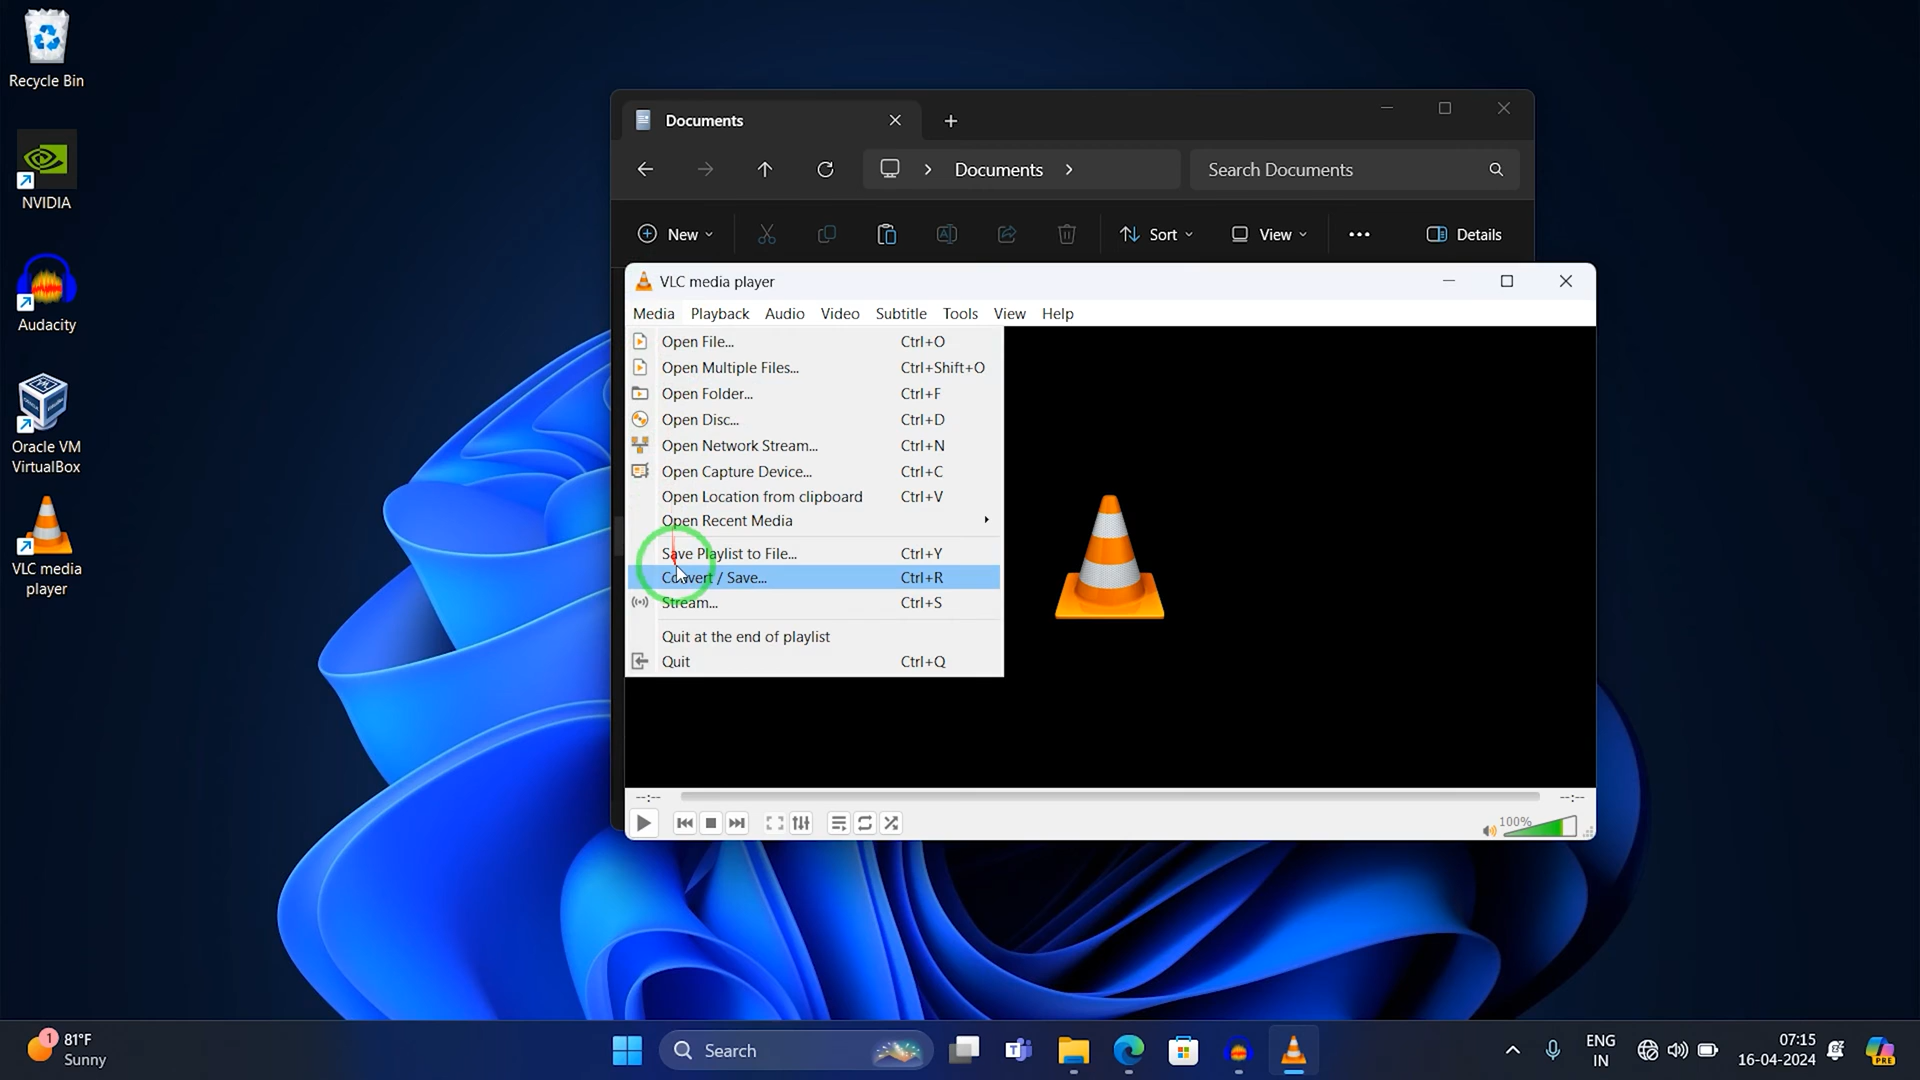 Recycle Bin
NVIDIA
Audacity
Oracle VM
VirtualBox
VLC media
player
Documents
Documents
Search Documents
New
Sort
View
Details
VLC media player
Media Playback Audio Video Subtitle Tools View Help
Open File... Ctrl+O
Open Multiple Files... Ctrl+Shift+O
Open Folder... Ctrl+F
Open Disc... Ctrl+D
Open Network Stream... Ctrl+N
Open Capture Device... Ctrl+C
Open Location from clipboard Ctrl+V
Open Recent Media
Save Playlist to File... Ctrl+Y
Convert / Save... Ctrl+R
Stream... Ctrl+S
Quit at the end of playlist
Quit Ctrl+Q
--:-- --:--
100%
1
81°F
Sunny
Search
ENG
IN
07:15
16-04-2024
PRE